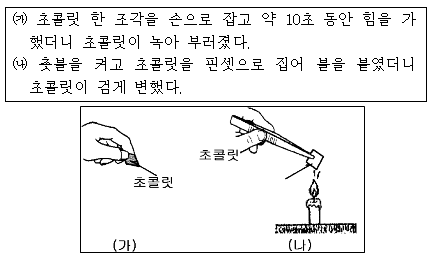 ㈎ 초콜릿 한 조각을 손으로 잡고 약 10초 동안 힘을 가
했더니 초콜릿이 녹아 부러졌다.
㈏ 촛불을 켜고 초콜릿을 핀셋으로 집어 불을 붙였더니
초콜릿이 검게 변했다.
초콜릿
초콜릿
(가)
(나)